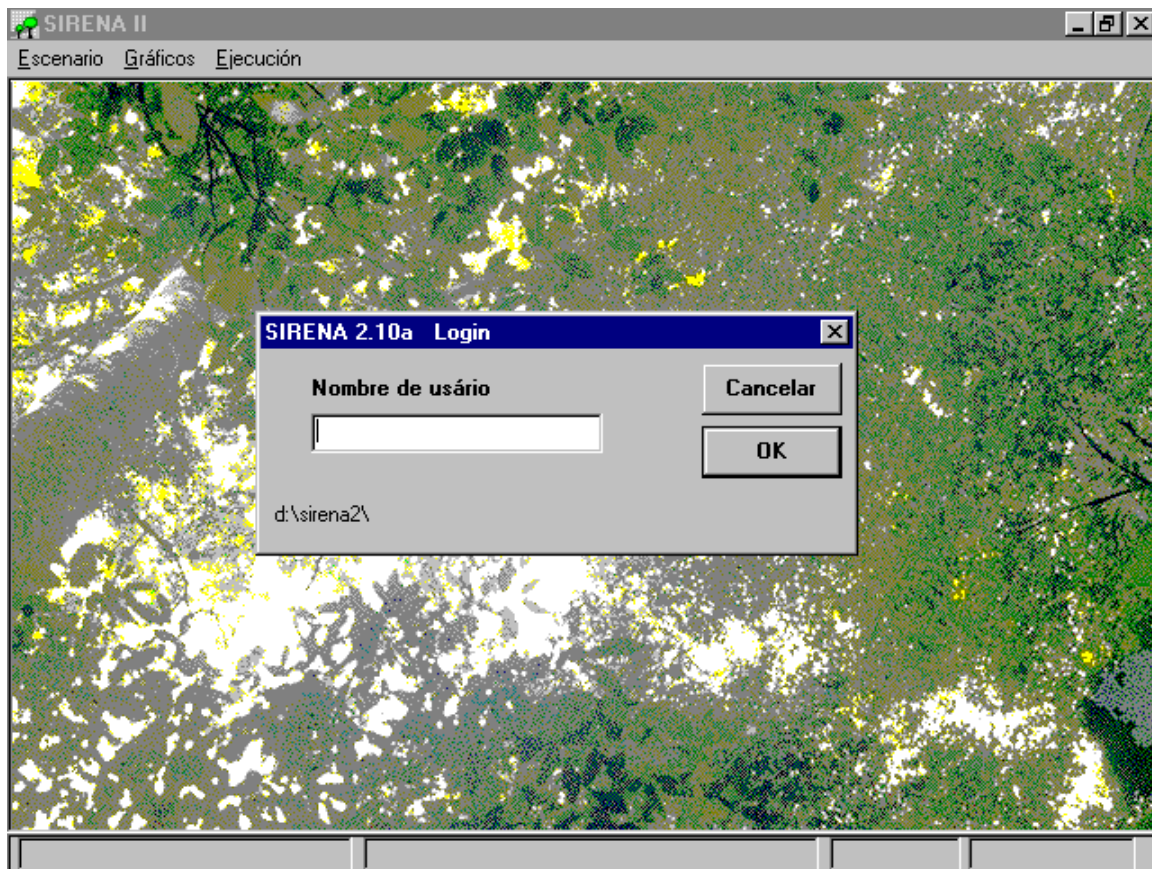 SIRENA II
Escenario Gráficos Ejecución
SIRENA 2.10a Login
Nombre de usário
Cancelar
OK
d:\sirena2\